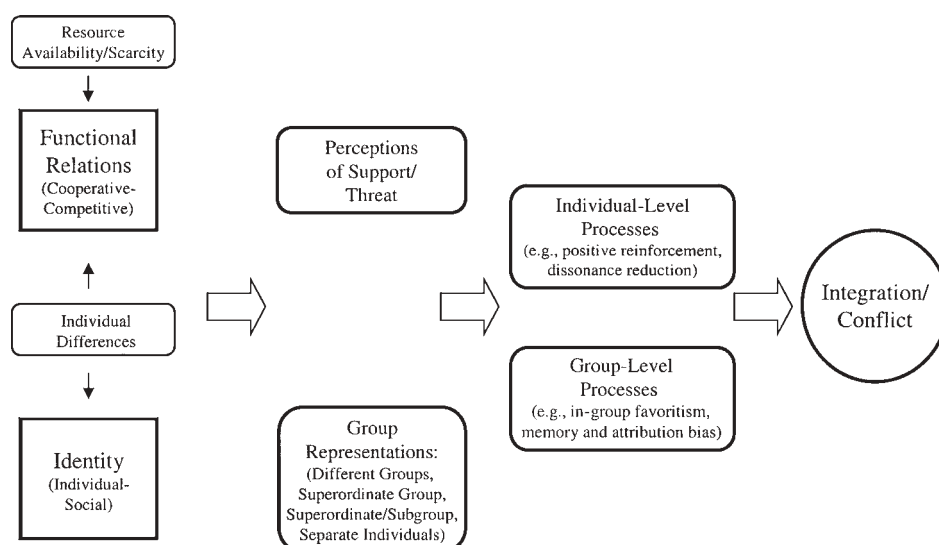 Resource
Availability/Scarcity
Functional
Relations
(Cooperative-
Competitive)
Individual
Differences
Identity
(Individual-
Social)
Perceptions
of Support/
Threat
Group
Representations:
(Different Groups,
Superordinate Group,
Superordinate/Subgroup,
Separate Individuals)
Individual-Level
Processes
(e.g., positive reinforcement,
dissonance reduction)
Group-Level
Processes
(e.g., in-group favoritism,
memory and attribution bias)
Integration/
Conflict